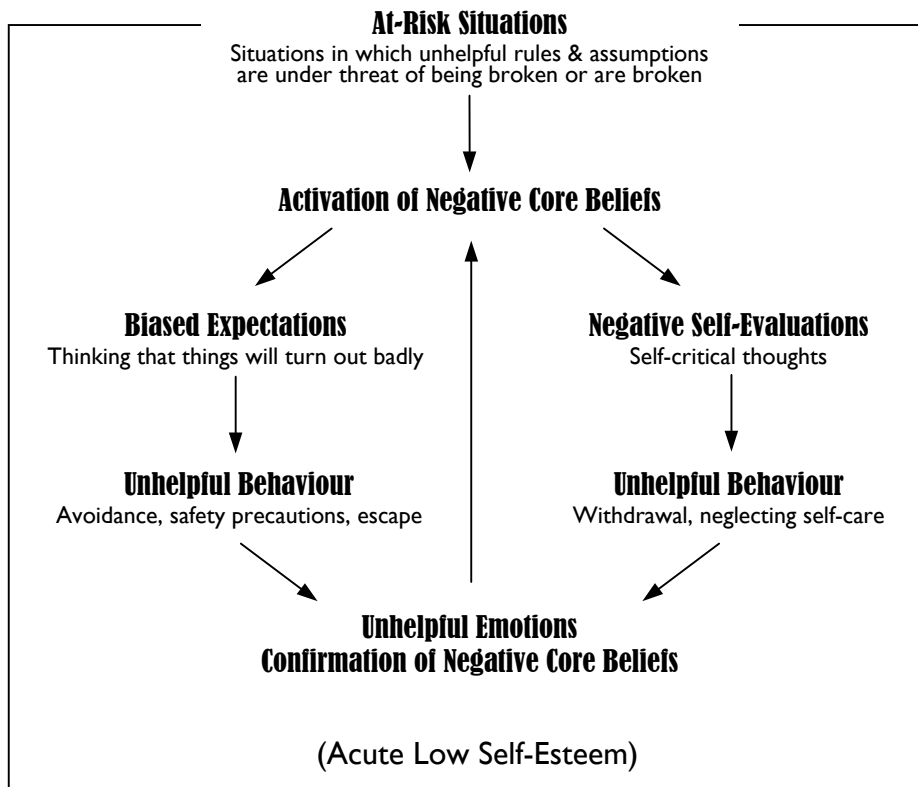 At-Risk Situations
Situations in which unhelpful rules & assumptions
are under threat of being broken or are broken
Activation of Negative Core Beliefs
Biased Expectations
Thinking that things will turn out badly
Negative Self-Evaluations
Self-critical thoughts
Unhelpful Behaviour
Avoidance, safety precautions, escape
Unhelpful Behaviour
Withdrawal, neglecting self-care
Unhelpful Emotions
Confirmation of Negative Core Beliefs
(Acute Low Self-Esteem)